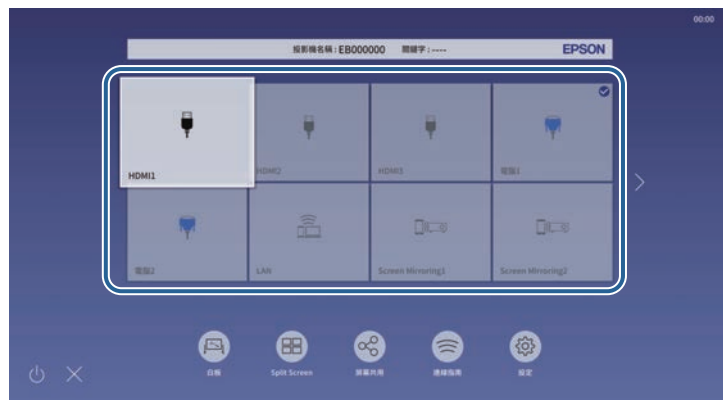 00:00
投影機名稱 : EB000000 關鍵字 : ---- EPSON
HDMI1 HDMI2 HDMI3 電腦1
電腦2 LAN Screen Mirroring1 Screen Mirroring2
白板 Split Screen 屏幕共用 連線指南 設定